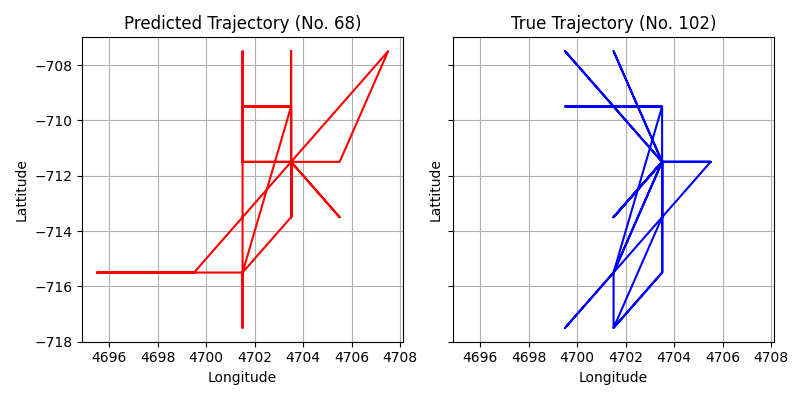 Predicted Trajectory (No. 68)
True Trajectory (No. 102)
−708
−710
−712
−714
−716
−718
Lattitude
Lattitude
4696 4698 4700 4702 4704 4706 4708
4696 4698 4700 4702 4704 4706 4708
Longitude
Longitude